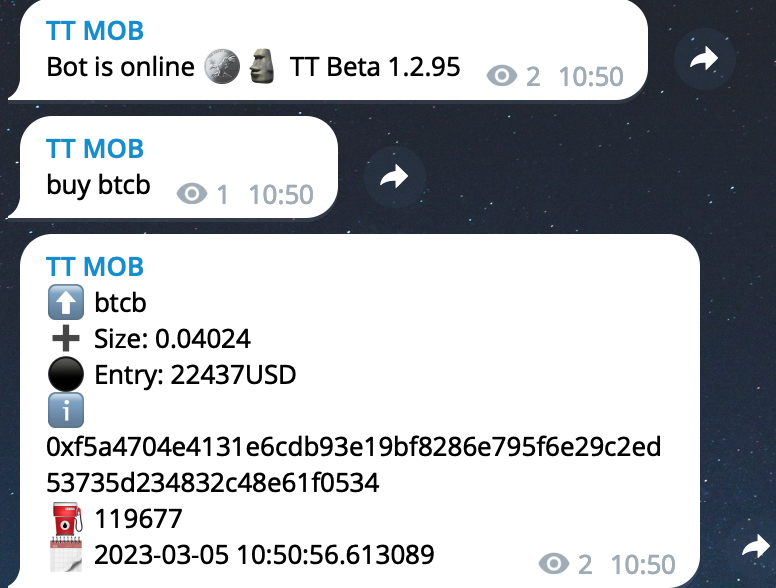 TT MOB
Bot is online 🪙🗿 TT Beta 1.2.95
2 10:50
TT MOB
buy btcb
1 10:50
TT MOB
⬆️ btcb
➕ Size: 0.04024
⚫ Entry: 22437USD
ℹ️
0xf5a4704e4131e6cdb93e19bf8286e795f6e29c2ed
53735d234832c48e61f0534
⛽ 119677
🗓️ 2023-03-05 10:50:56.613089
2 10:50